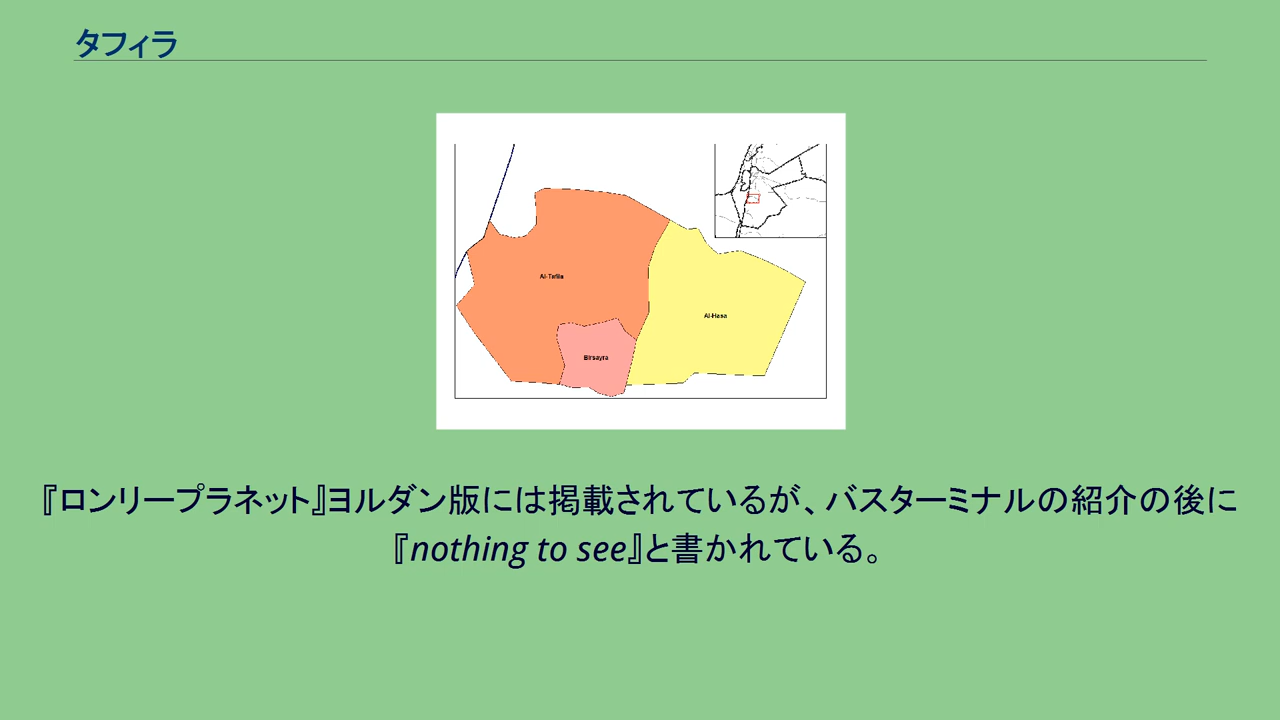 タフィラ
Al-Tafila
Al-Hasa
Birsayra
『ロンリープラネット』ヨルダン版には掲載されているが、バスターミナルの紹介の後に
『nothing to see』と書かれている。